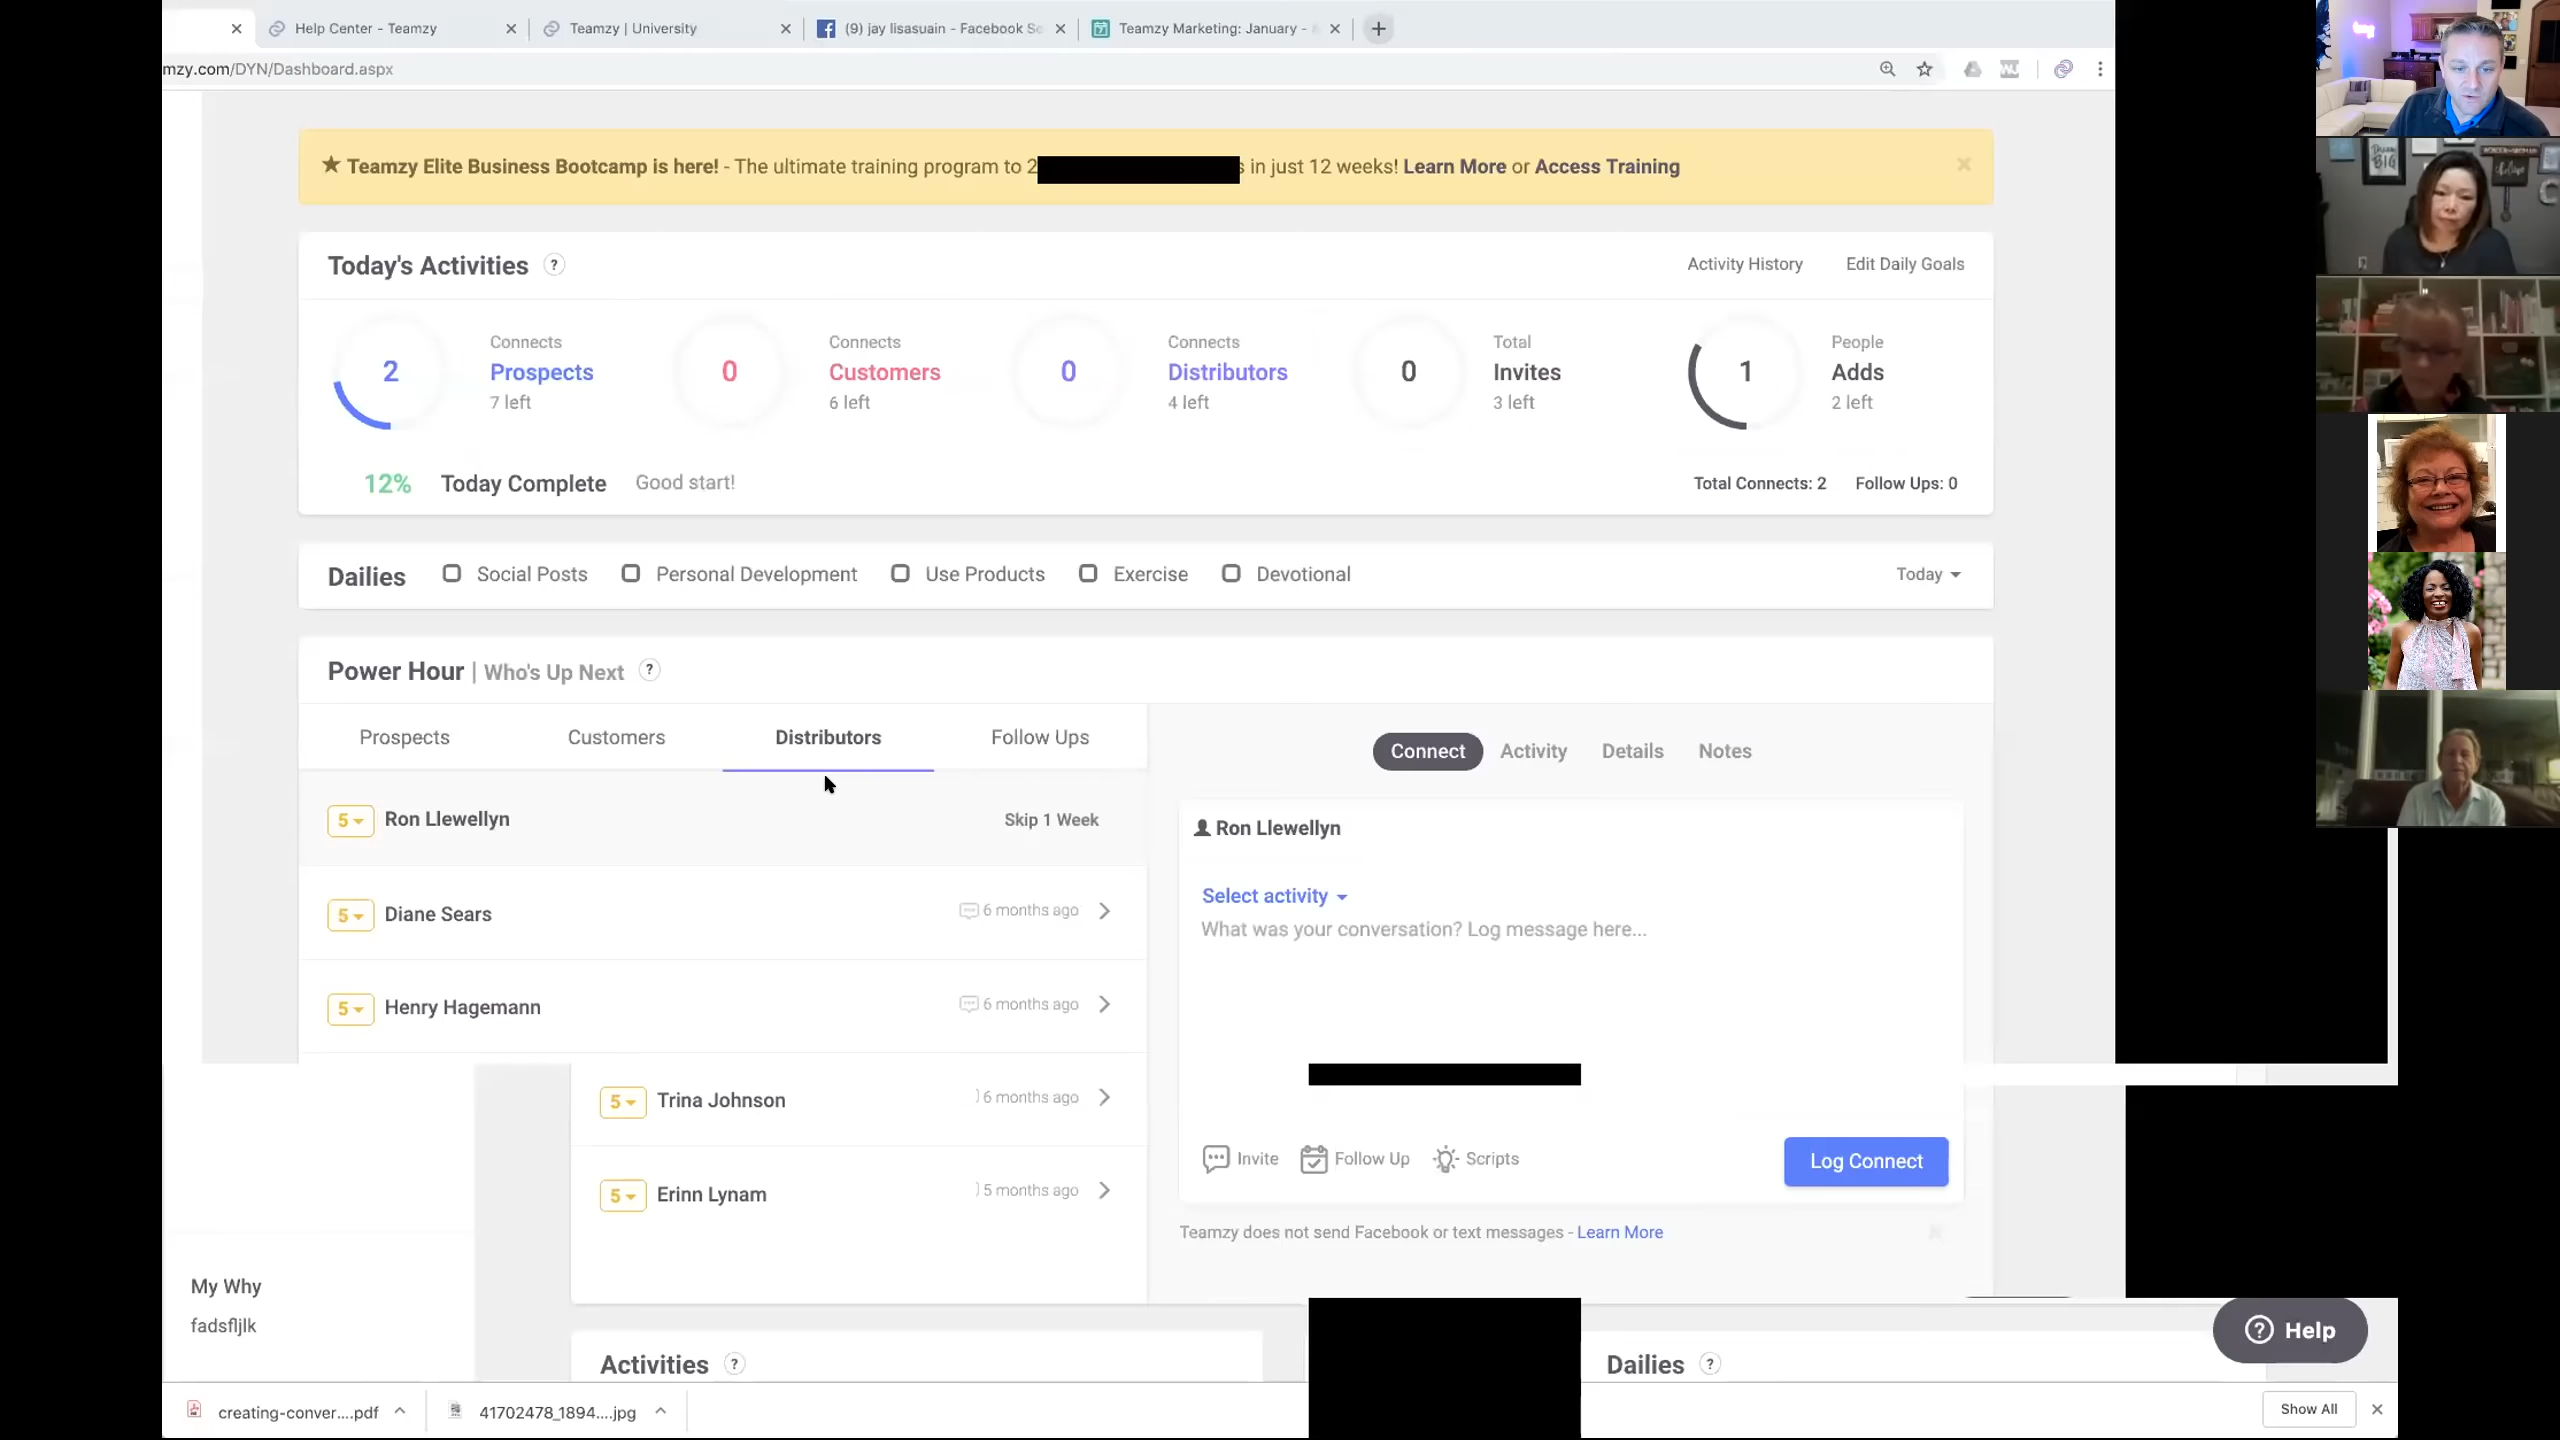 Help Center - Teamzy
Teamzy | University
(9) jay lisasuain - Facebook
Teamzy Marketing: January -
mzy.com/DYN/Dashboard.aspx
★ Teamzy Elite Business Bootcamp is here! - The ultimate training program to 2 in just 12 weeks! Learn More or Access Training
Today's Activities ? Activity History Edit Daily Goals
Connects Connects Connects Total People
2 Prospects 0 Customers 0 Distributors 0 Invites 1 Adds
7 left 6 left 4 left 3 left 2 left
12% Today Complete Good start! Total Connects: 2 Follow Ups: 0
Dailies Social Posts Personal Development Use Products Exercise Devotional Today
Power Hour | Who's Up Next ?
Prospects Customers Distributors Follow Ups
Connect Activity Details Notes
5 Ron Llewellyn Skip 1 Week
Ron Llewellyn
Select activity
What was your conversation? Log message here...
5 Diane Sears 6 months ago
5 Henry Hagemann 6 months ago
5 Trina Johnson 6 months ago
5 Erinn Lynam 5 months ago
Invite Follow Up Scripts Log Connect
Teamzy does not send Facebook or text messages - Learn More
My Why
fadsfljlk
Activities ? Dailies ?
? Help
creating-conver....pdf 41702478_1894....jpg Show All